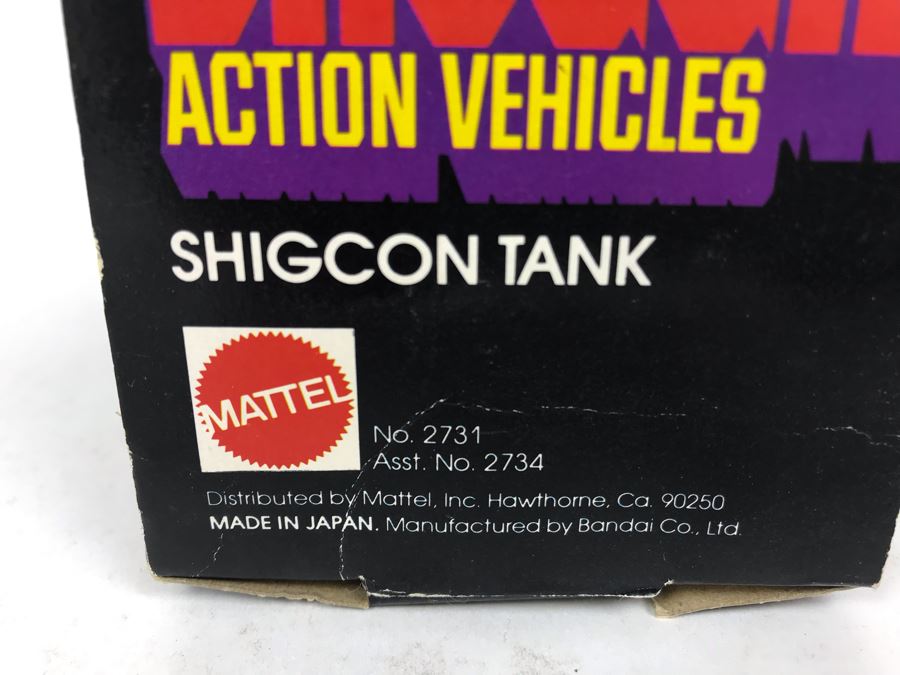 ACTION VEHICLES
SHIGCON TANK
MATTEL
No. 2731
Asst. No. 2734
Distributed by Mattel, Inc. Hawthorne, Ca. 90250
MADE IN JAPAN. Manufactured by Bandai Co., Ltd.